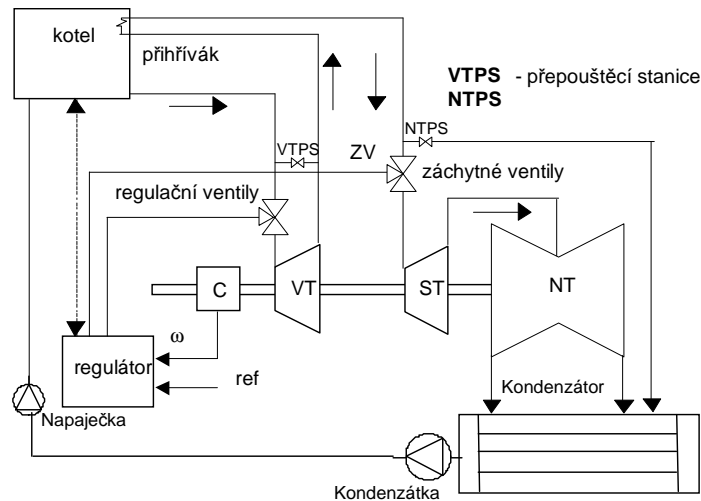 kotel
přihřívák
VTPS - přepouštěcí stanice
NTPS
VTPS
NTPS
ZV
záchytné ventily
regulační ventily
C
VT
ST
NT
ω
regulátor
ref
Kondenzátor
Napaječka
Kondenzátka